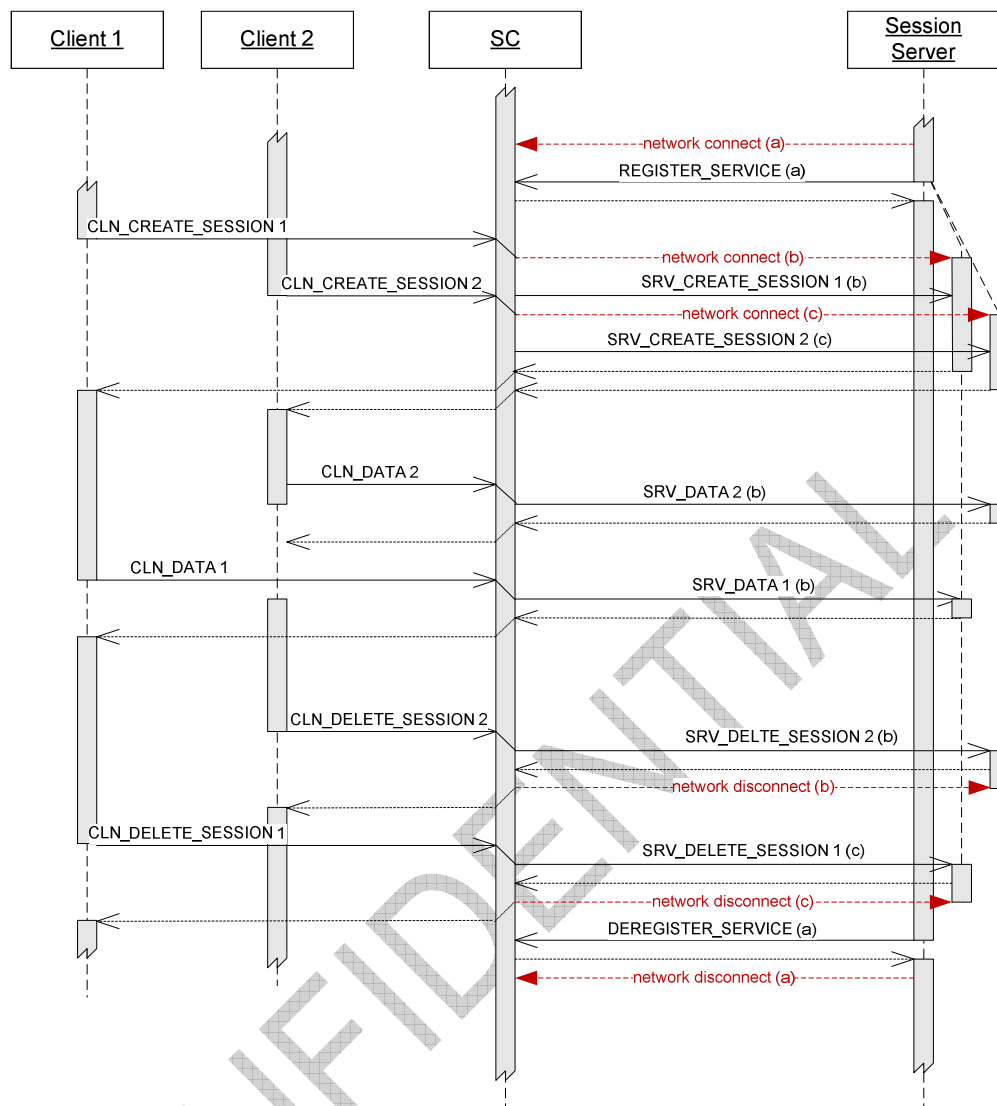 Client 1
Client 2
SC
Session
Server
network connect (a)
REGISTER_SERVICE (a)
CLN_CREATE_SESSION 1
network connect (b)
CLN_CREATE_SESSION 2
SRV_CREATE_SESSION 1 (b)
network connect (c)
SRV_CREATE_SESSION 2 (c)
CLN_DATA 2
SRV_DATA 2 (b)
CLN_DATA 1
SRV_DATA 1 (b)
CLN_DELETE_SESSION 2
SRV_DELTE_SESSION 2 (b)
network disconnect (b)
CLN_DELETE_SESSION 1
SRV_DELETE_SESSION 1 (c)
network disconnect (c)
DEREGISTER_SERVICE (a)
network disconnect (a)
FIDENTIAL